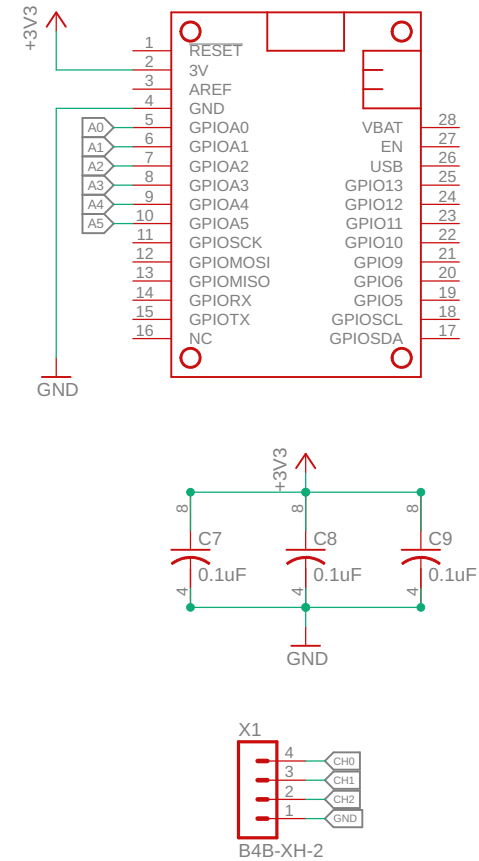 +3V3
1 RESET
2 3V
3 AREF
4 GND
A0 5 GPIOA0 VBAT 28
A1 6 GPIOA1 EN 27
A2 7 GPIOA2 USB 26
A3 8 GPIOA3 GPIO13 25
A4 9 GPIOA4 GPIO12 24
A5 10 GPIOA5 GPIO11 23
11 GPIOSCK GPIO10 22
12 GPIOMOSI GPIO9 21
13 GPIOMISO GPIO6 20
14 GPIORX GPIO5 19
15 GPIOTX GPIOSCL 18
16 NC GPIOSDA 17
GND
+3V3
8 8 8
C7 C8 C9
0.1uF 0.1uF 0.1uF
4 4 4
GND
X1
4 CH0
3 CH1
2 CH2
1 GND
B4B-XH-2